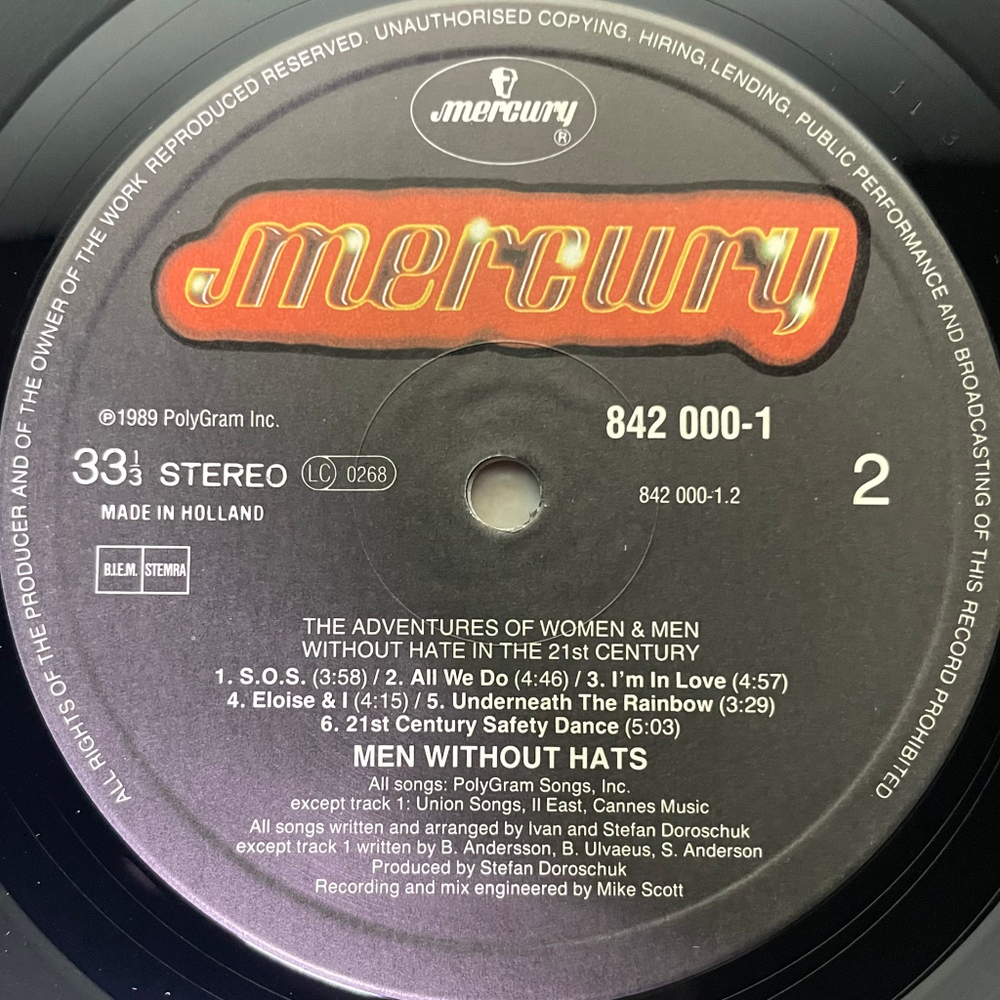 ALL RIGHTS OF THE PRODUCER AND OF THE OWNER OF THE WORK REPRODUCED RESERVED. UNAUTHORISED COPYING, HIRING, LENDING, PUBLIC PERFORMANCE AND BROADCASTING OF THIS RECORD PROHIBITED
mercury
®
mercury
℗1989 PolyGram Inc.
842 000-1
33⅓ STEREO LC 0268
842 000-1.2
2
MADE IN HOLLAND
B.I.E.M. STEMRA
THE ADVENTURES OF WOMEN & MEN
WITHOUT HATE IN THE 21st CENTURY
1. S.O.S. (3:58) / 2. All We Do (4:46) / 3. I'm In Love (4:57)
4. Eloise & I (4:15) / 5. Underneath The Rainbow (3:29)
6. 21st Century Safety Dance (5:03)
MEN WITHOUT HATS
All songs: PolyGram Songs, Inc.
except track 1: Union Songs, Il East, Cannes Music
All songs written and arranged by Ivan and Stefan Doroschuk
except track 1 written by B. Andersson, B. Ulvaeus, S. Anderson
Produced by Stefan Doroschuk
Recording and mix engineered by Mike Scott